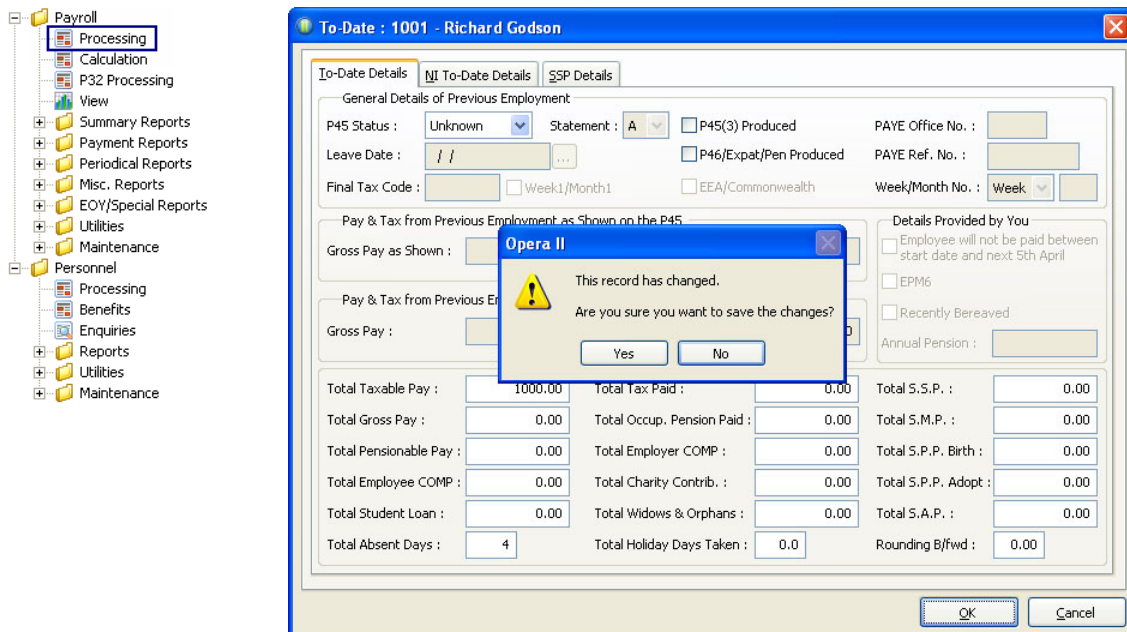 Payroll
Processing
Calculation
P32 Processing
View
Summary Reports
Payment Reports
Periodical Reports
Misc. Reports
EOY/Special Reports
Utilities
Maintenance
Personnel
Processing
Benefits
Enquiries
Reports
Utilities
Maintenance
To-Date : 1001 - Richard Godson
To-Date Details NI To-Date Details SSP Details
General Details of Previous Employment
P45 Status : Unknown Statement : A P45(3) Produced PAYE Office No. :
Leave Date : / / ... P46/Expat/Pen Produced PAYE Ref. No. :
Final Tax Code : Week1/Month1 EEA/Commonwealth Week/Month No. : Week
Pay & Tax from Previous Employment as Shown on the P45
Gross Pay as Shown :
Details Provided by You
Employee will not be paid between
start date and next 5th April
EPM6
Recently Bereaved
Annual Pension :
Pay & Tax from Previous
Gross Pay :
Opera II
This record has changed.
Are you sure you want to save the changes?
Yes No
Total Taxable Pay : 1000.00 Total Tax Paid : 0.00 Total S.S.P. : 0.00
Total Gross Pay : 0.00 Total Occup. Pension Paid : 0.00 Total S.M.P. : 0.00
Total Pensionable Pay : 0.00 Total Employer COMP : 0.00 Total S.P.P. Birth : 0.00
Total Employee COMP : 0.00 Total Charity Contrib. : 0.00 Total S.P.P. Adopt : 0.00
Total Student Loan : 0.00 Total Widows & Orphans : 0.00 Total S.A.P. : 0.00
Total Absent Days : 4 Total Holiday Days Taken : 0.0 Rounding B/fwd : 0.00
OK Cancel